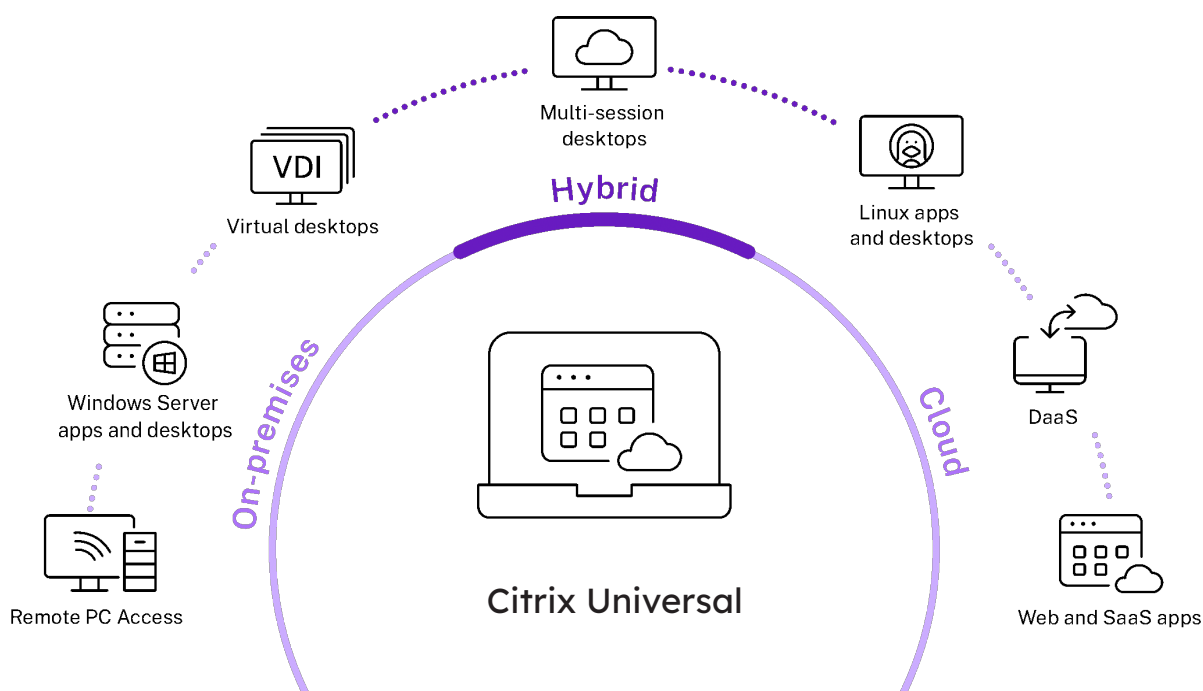 Multi-session
desktops
VDI
Virtual desktops
Hybrid
Linux apps
and desktops
Windows Server
apps and desktops
On-premises
Cloud
DaaS
Remote PC Access
Citrix Universal
Web and SaaS apps